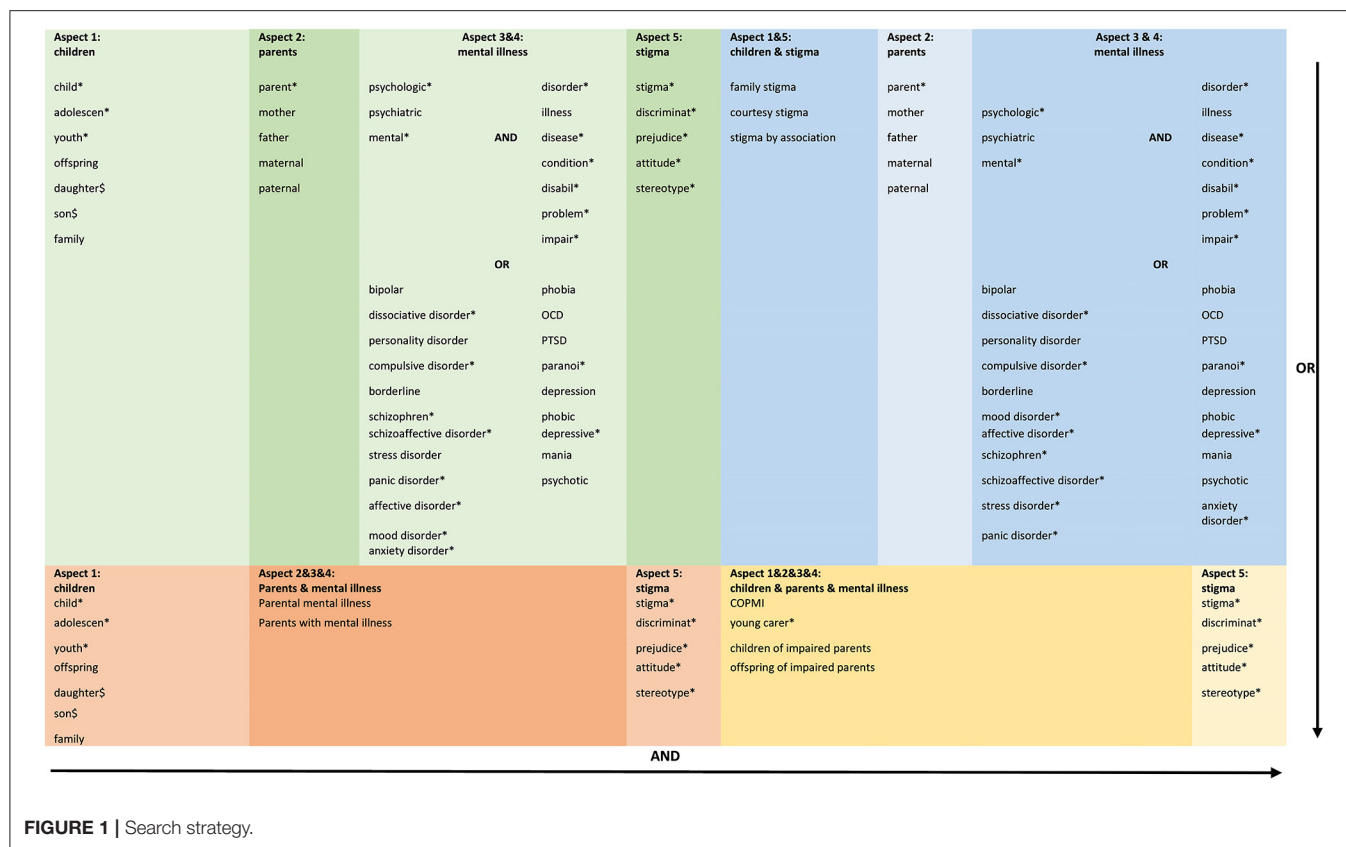 Aspect 1:
children
child*
adolescen*
youth*
offspring
daughter$
son$
family
Aspect 2:
parents
parent*
mother
father
maternal
paternal
Aspect 3&4:
mental illness
psychologic*
psychiatric
mental*
AND
disorder*
illness
disease*
condition*
disabil*
problem*
impair*
OR
bipolar
dissociative disorder*
personality disorder
compulsive disorder*
borderline
schizophren*
schizoaffective disorder*
stress disorder
panic disorder*
affective disorder*
mood disorder*
anxiety disorder*
phobia
OCD
PTSD
paranoi*
depression
phobic
depressive*
mania
psychotic
Aspect 5:
stigma
stigma*
discriminat*
prejudice*
attitude*
stereotype*
Aspect 1&5:
children & stigma
family stigma
courtesy stigma
stigma by association
Aspect 2:
parents
parent*
mother
father
maternal
paternal
Aspect 3 & 4:
mental illness
psychologic*
psychiatric
mental*
AND
disorder*
illness
disease*
condition*
disabil*
problem*
impair*
OR
bipolar
dissociative disorder*
personality disorder
compulsive disorder*
borderline
mood disorder*
affective disorder*
schizophren*
schizoaffective disorder*
stress disorder*
panic disorder*
phobia
OCD
PTSD
paranoi*
depression
phobic
depressive*
mania
psychotic
anxiety
disorder*
OR
Aspect 1:
children
child*
adolescen*
youth*
offspring
daughter$
son$
family
Aspect 2&3&4:
Parents & mental illness
Parental mental illness
Parents with mental illness
Aspect 5:
stigma
stigma*
discriminat*
prejudice*
attitude*
stereotype*
Aspect 1&2&3&4:
children & parents & mental illness
COPMI
young carer*
children of impaired parents
offspring of impaired parents
Aspect 5:
stigma
stigma*
discriminat*
prejudice*
attitude*
stereotype*
AND
FIGURE 1 | Search strategy.